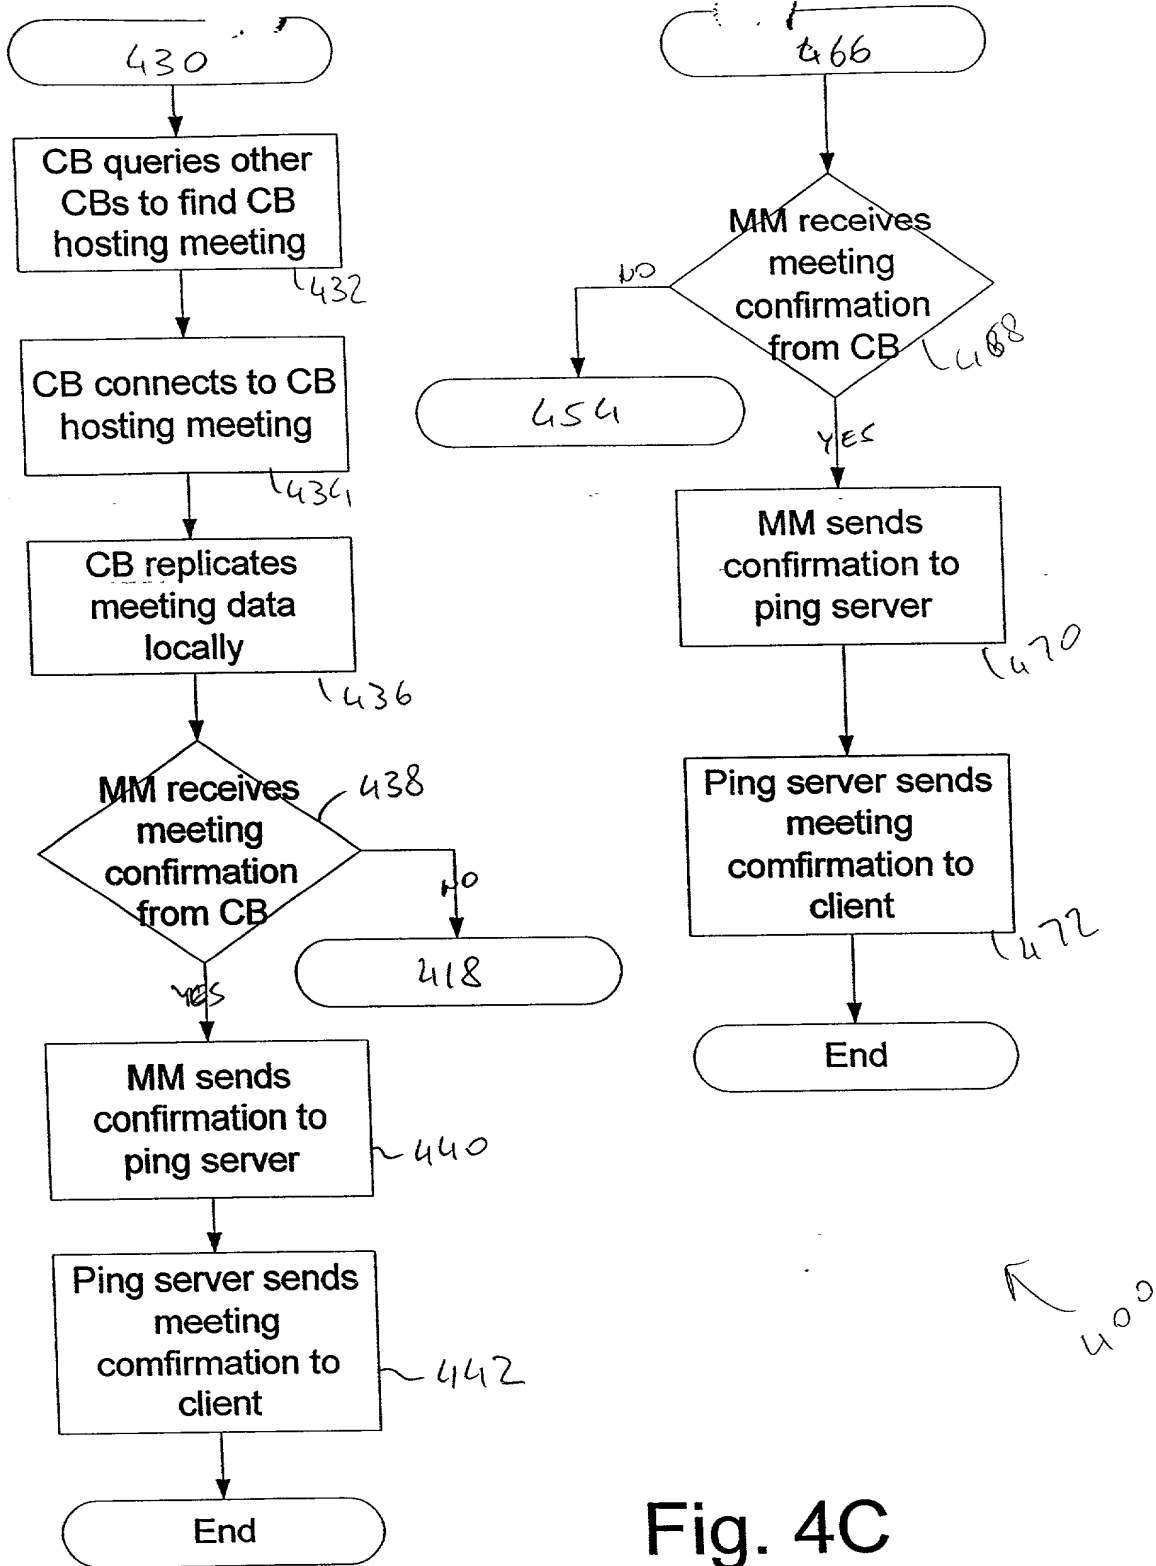 430
CB queries other
CBs to find CB
hosting meeting
432
CB connects to CB
hosting meeting
434
CB replicates
meeting data
locally
436
MM receives
meeting
confirmation
from CB
438
NO
418
YES
MM sends
confirmation to
ping server
440
Ping server sends
meeting
comfirmation to
client
442
End
466
MM receives
meeting
confirmation
from CB
468
NO
454
YES
MM sends
confirmation to
ping server
470
Ping server sends
meeting
comfirmation to
client
472
End
400
Fig. 4C